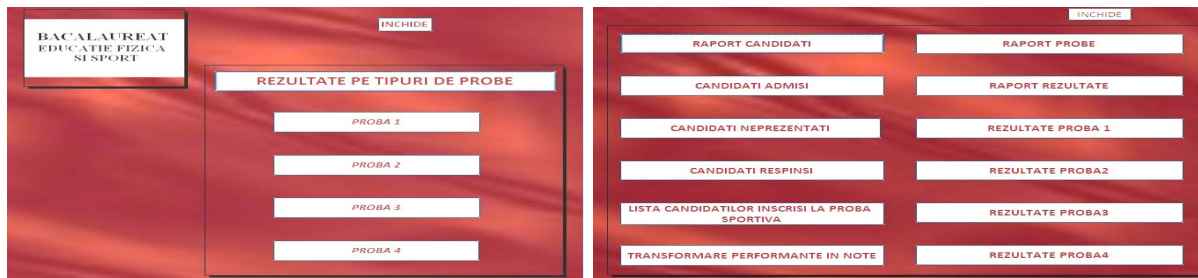 BACALAUREAT
EDUCATIE FIZICA
SI SPORT
INCHIDE
REZULTATE PE TIPURI DE PROBE
PROBA 1
PROBA 2
PROBA 3
PROBA 4
INCHIDE
RAPORT CANDIDATI
RAPORT PROBE
CANDIDATI ADMISI
RAPORT REZULTATE
CANDIDATI NEPREZENTATI
REZULTATE PROBA 1
CANDIDATI RESPINSI
REZULTATE PROBA2
LISTA CANDIDATILOR INSCRISI LA PROBA
SPORTIVA
REZULTATE PROBA3
TRANSFORMARE PERFORMANTE IN NOTE
REZULTATE PROBA4